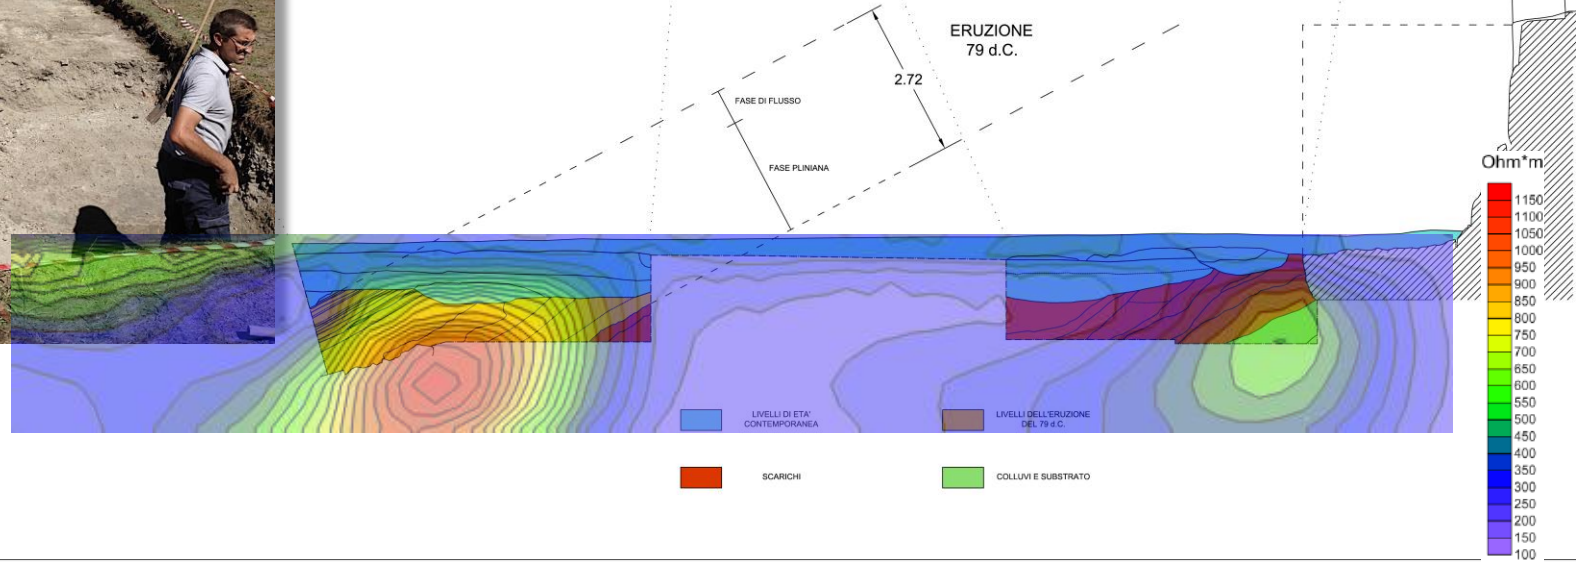 ERUZIONE
79 d.C.
2.72
FASE DI FLUSSO
FASE PLINIANA
Ohm*m
1150
1100
1050
1000
950
900
850
800
750
700
650
600
550
500
450
400
350
300
250
200
150
100
LIVELLI DI ETA'
CONTEMPORANEA
LIVELLI DELL'ERUZIONE
DEL 79 d.C.
SCARICHI
COLLUVI E SUBSTRATO